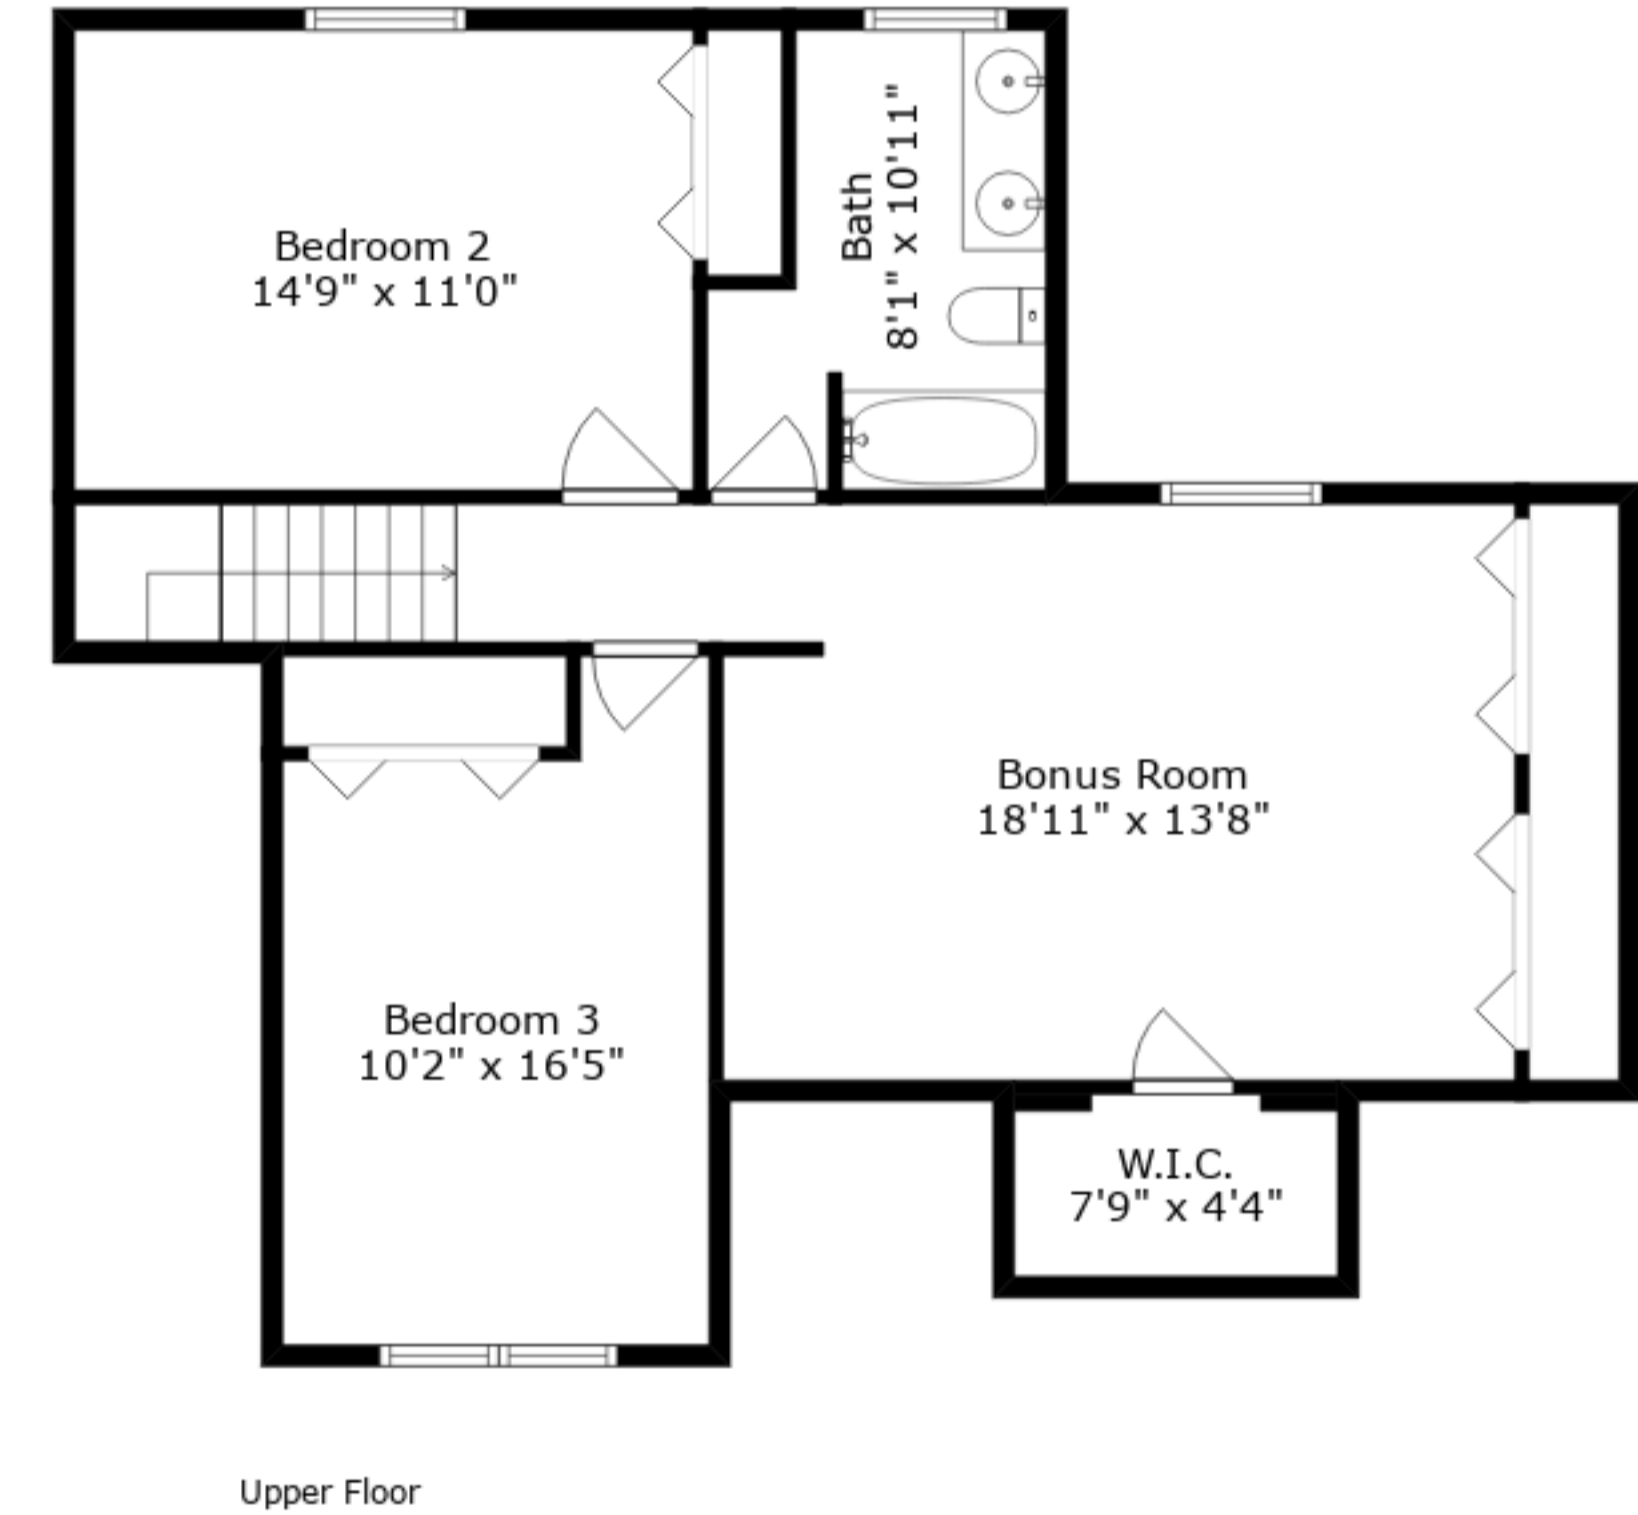 Bedroom 2
14'9" x 11'0"
Bath
8'1" x 10'11"
Bonus Room
18'11" x 13'8"
Bedroom 3
10'2" x 16'5"
W.I.C.
7'9" x 4'4"
Upper Floor